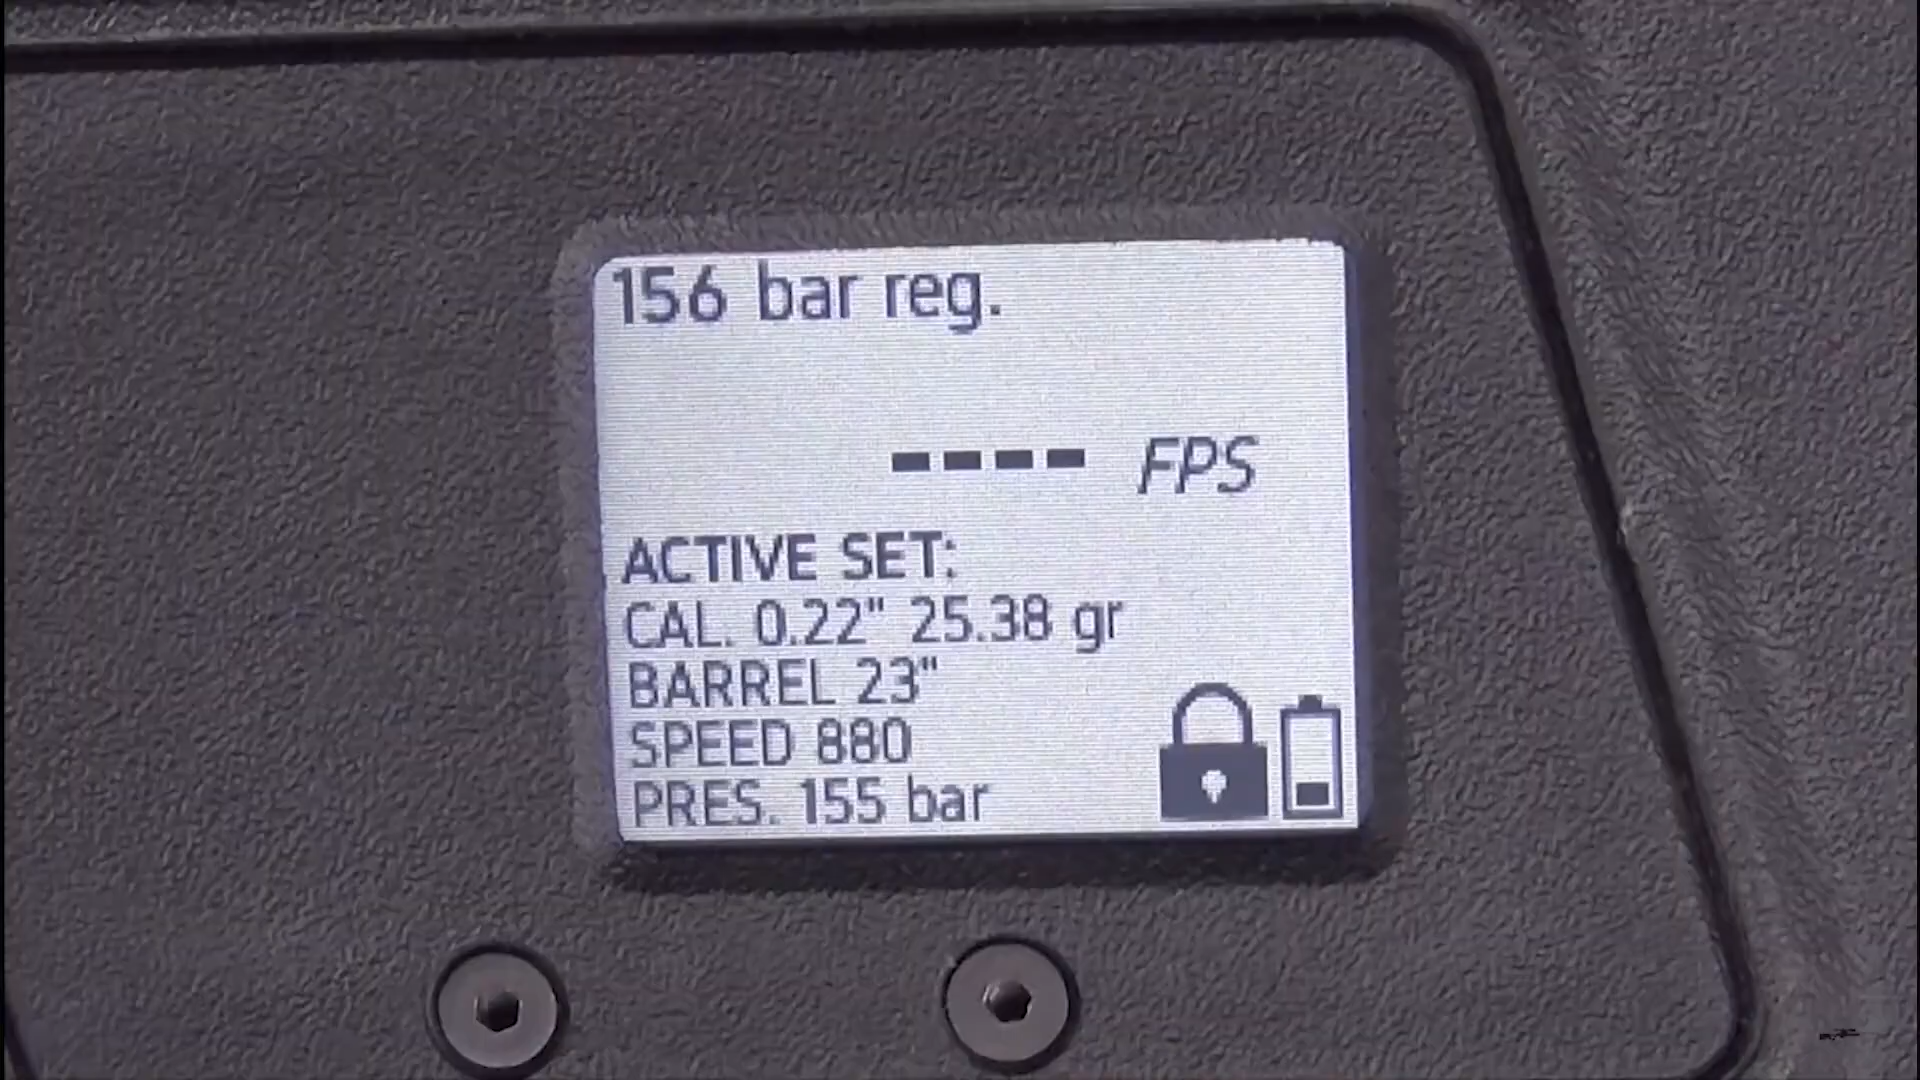 156 bar reg.
---- FPS
ACTIVE SET:
CAL. 0.22" 25.38 gr
BARREL 23"
SPEED 880
PRES. 155 bar